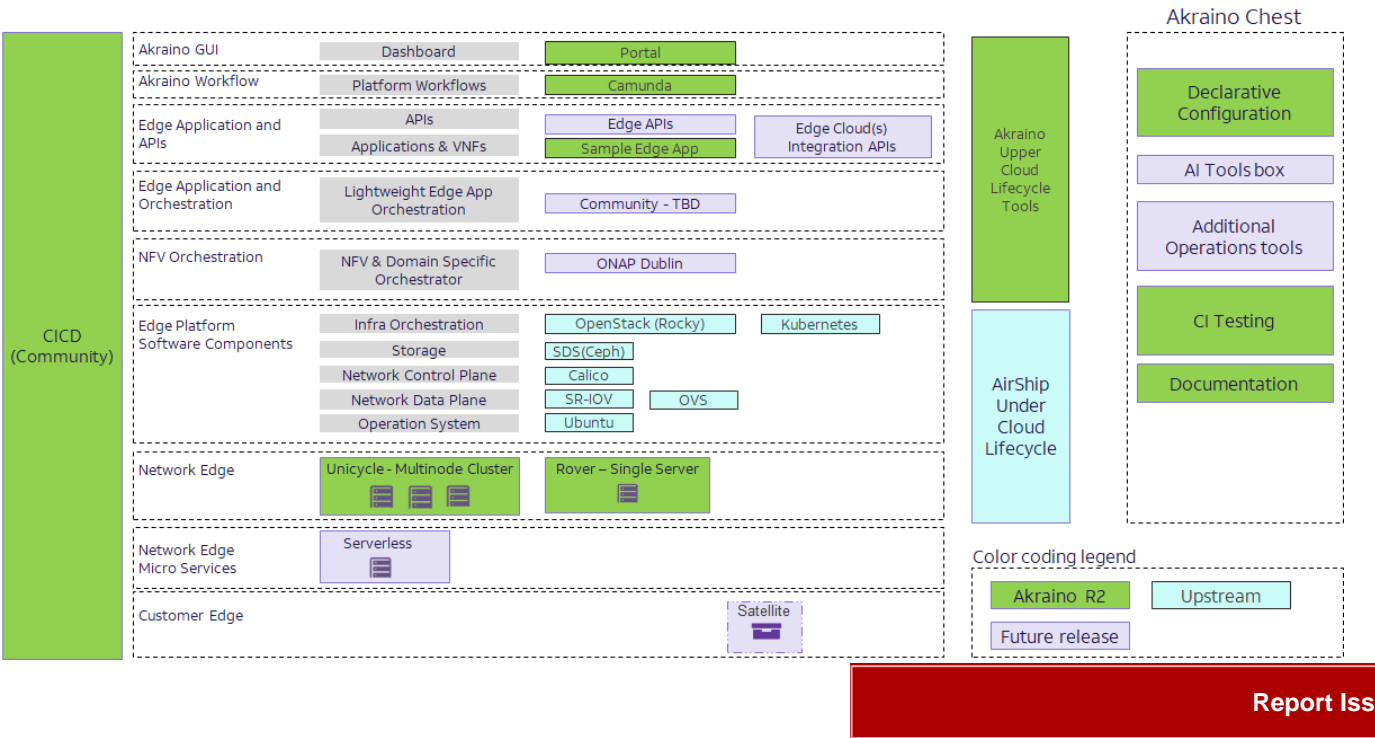 Akraino Chest
CICD
(Community)
Akraino GUI
Dashboard
Portal
Akraino Workflow
Platform Workflows
Camunda
Edge Application and
APIs
APIs
Applications & VNFs
Edge APIs
Sample Edge App
Edge Cloud(s)
Integration APIs
Edge Application and
Orchestration
Lightweight Edge App
Orchestration
Community - TBD
NFV Orchestration
NFV & Domain Specific
Orchestrator
ONAP Dublin
Edge Platform
Software Components
Infra Orchestration
OpenStack (Rocky)
Kubernetes
Storage
SDS(Ceph)
Network Control Plane
Calico
Network Data Plane
SR-IOV
OVS
Operation System
Ubuntu
Network Edge
Unicycle - Multinode Cluster
Rover – Single Server
Network Edge
Micro Services
Serverless
Customer Edge
Satellite
Akraino
Upper
Cloud
Lifecycle
Tools
AirShip
Under
Cloud
Lifecycle
Declarative
Configuration
AI Tools box
Additional
Operations tools
CI Testing
Documentation
Color coding legend
Akraino R2
Upstream
Future release
Report Iss